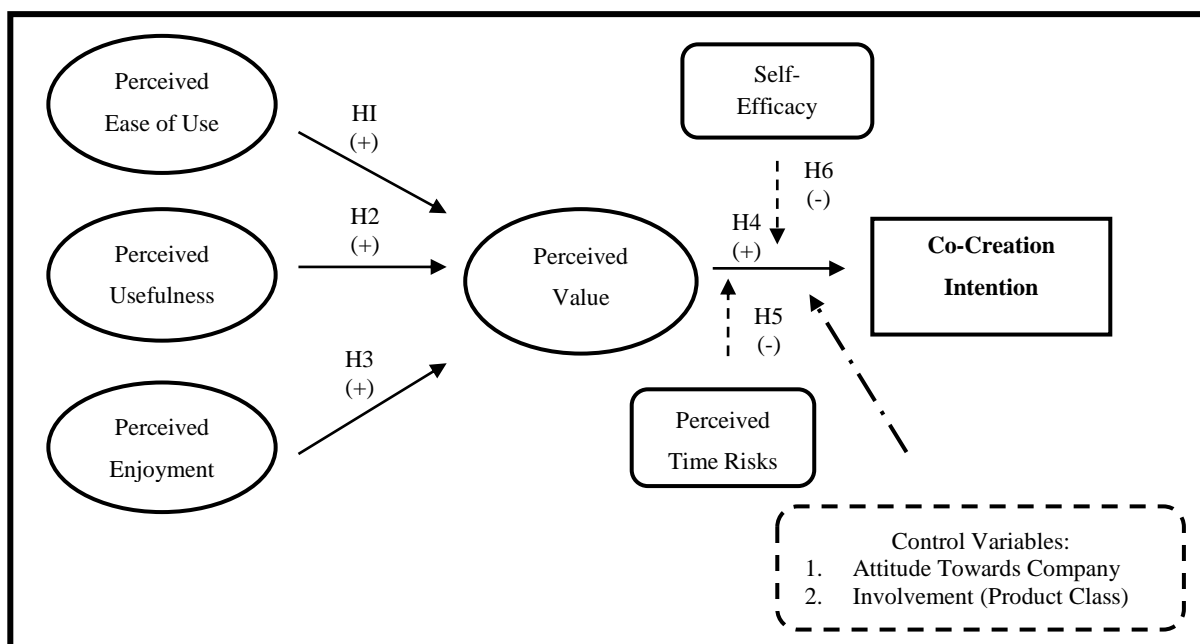 Perceived
Ease of Use
HI
(+)
Self-
Efficacy
H6
(-)
Perceived
Usefulness
H2
(+)
Perceived
Value
H4
(+)
Co-Creation
Intention
H5
(-)
Perceived
Enjoyment
H3
(+)
Perceived
Time Risks
Control Variables:
1. Attitude Towards Company
2. Involvement (Product Class)